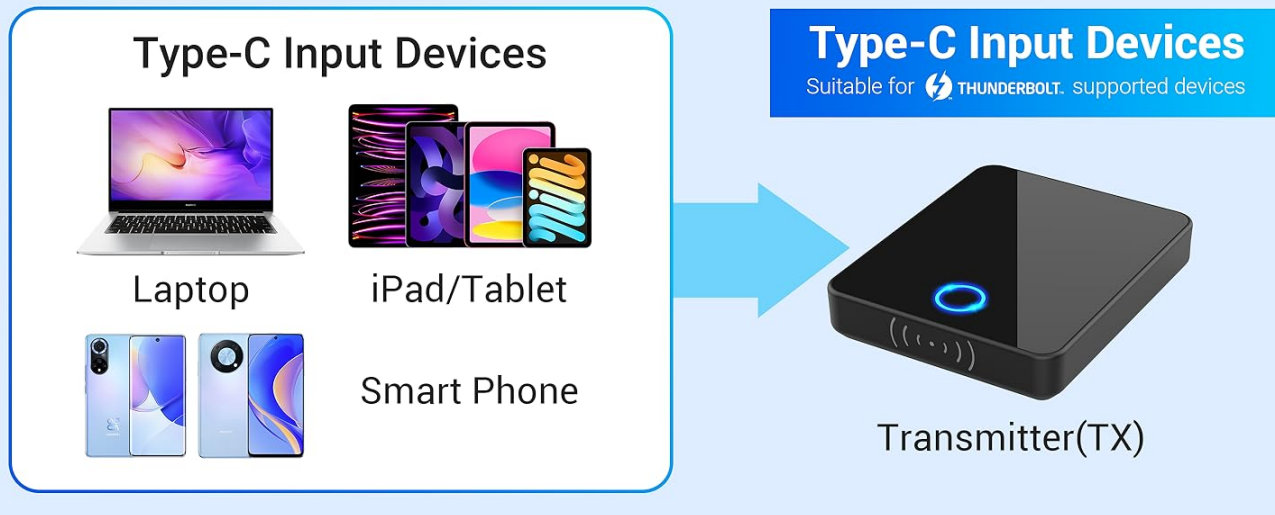 Type-C Input Devices
Laptop
iPad/Tablet
Smart Phone
Type-C Input Devices
Suitable for THUNDERBOLT. supported devices
Transmitter(TX)